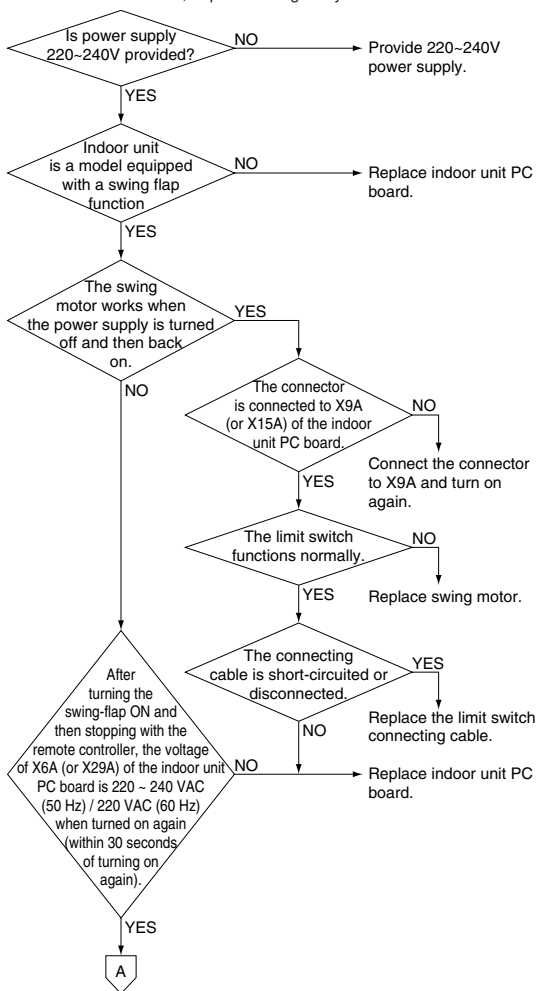 Is power supply
220~240V provided?
NO
Provide 220~240V
power supply.
YES
Indoor unit
is a model equipped
with a swing flap
function
NO
Replace indoor unit PC
board.
YES
The swing
motor works when
the power supply is turned
off and then back
on.
YES
NO
The connector
is connected to X9A
(or X15A) of the indoor
unit PC board.
NO
Connect the connector
to X9A and turn on
again.
YES
The limit switch
functions normally.
NO
Replace swing motor.
YES
The connecting
cable is short-circuited or
disconnected.
YES
Replace the limit switch
connecting cable.
NO
After
turning the
swing-flap ON and
then stopping with the
remote controller, the voltage
of X6A (or X29A) of the indoor unit
PC board is 220 ~ 240 VAC
(50 Hz) / 220 VAC (60 Hz)
when turned on again
(within 30 seconds
of turning on
again).
NO
Replace indoor unit PC
board.
YES
A